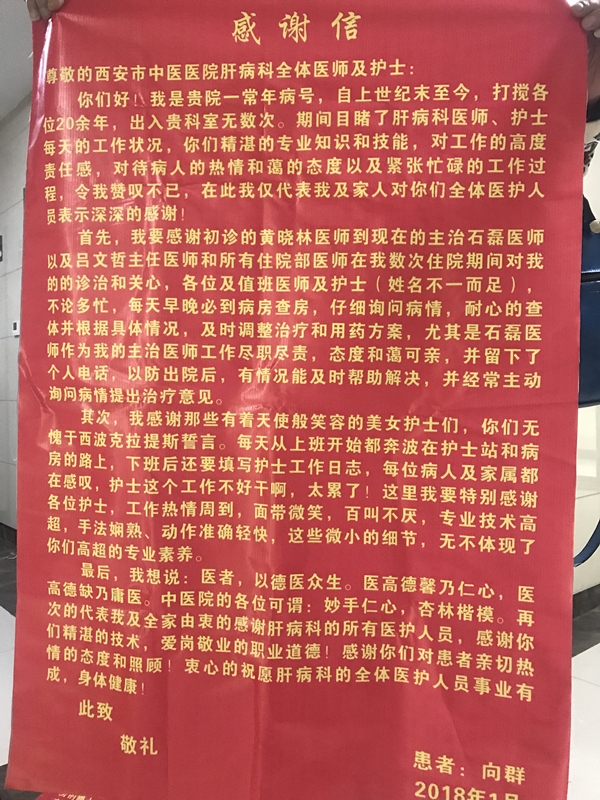 感谢信
尊敬的西安市中医医院肝病科全体医师及护士：
你们好！我是贵院一常年病号，自上世纪末至今，打搅各
位20余年，出入贵科室无数次。期间目睹了肝病科医师、护士
每天的工作状况，你们精湛的专业知识和技能，对工作的高度
责任感，对待病人的热情和蔼的态度以及紧张忙碌的工作过
程，令我赞叹不已，在此我仅代表我及家人对你们全体医护人
员表示深深的感谢！
首先，我要感谢初诊的黄晓林医师到现在的主治石磊医师
以及吕文哲主任医师和所有住院部医师在我数次住院期间对我
的的诊治和关心，各位及值班医师及护士（姓名不一而足），
不论多忙，每天早晚必到病房查房，仔细询问病情，耐心的查
体并根据具体情况，及时调整治疗和用药方案，尤其是石磊医
师作为我的主治医师工作尽职尽责，态度和蔼可亲，并留下了
个人电话，以防出院后，有情况能及时帮助解决，并经常主动
询问病情提出治疗意见。
其次，我感谢那些有着天使般笑容的美女护士们，你们无
愧于西波克拉提斯誓言。每天从上班开始都奔波在护士站和病
房的路上，下班后还要填写护士工作日志，每位病人及家属都
在感叹，护士这个工作不好干啊，太累了！这里我要特别感谢
各位护士，工作热情周到，面带微笑，百叫不厌，专业技术高
超，手法娴熟、动作准确轻快，这些微小的细节，无不体现了
你们高超的专业素养。
最后，我想说：医者，以德医众生。医高德馨乃仁心，医
高德缺乃庸医。中医院的各位可谓：妙手仁心，杏林楷模。再
次的代表我及全家由衷的感谢肝病科的所有医护人员，感谢你
们精湛的技术，爱岗敬业的职业道德！感谢你们对患者亲切热
情的态度和照顾！衷心的祝愿肝病科的全体医护人员事业有
成，身体健康！
此致
敬礼
患者：向群
2018年1月